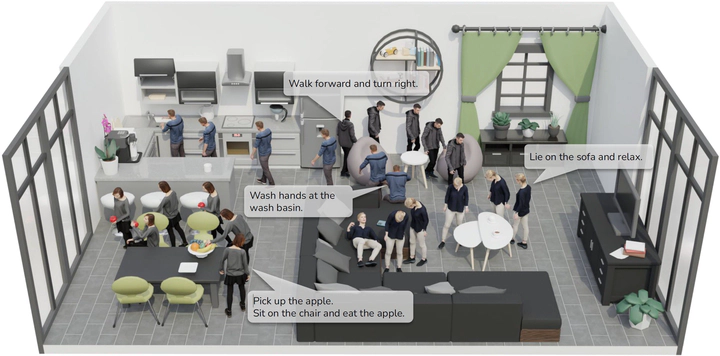 Walk forward and turn right.
Lie on the sofa and relax.
Wash hands at the
wash basin.
Pick up the apple.
Sit on the chair and eat the apple.